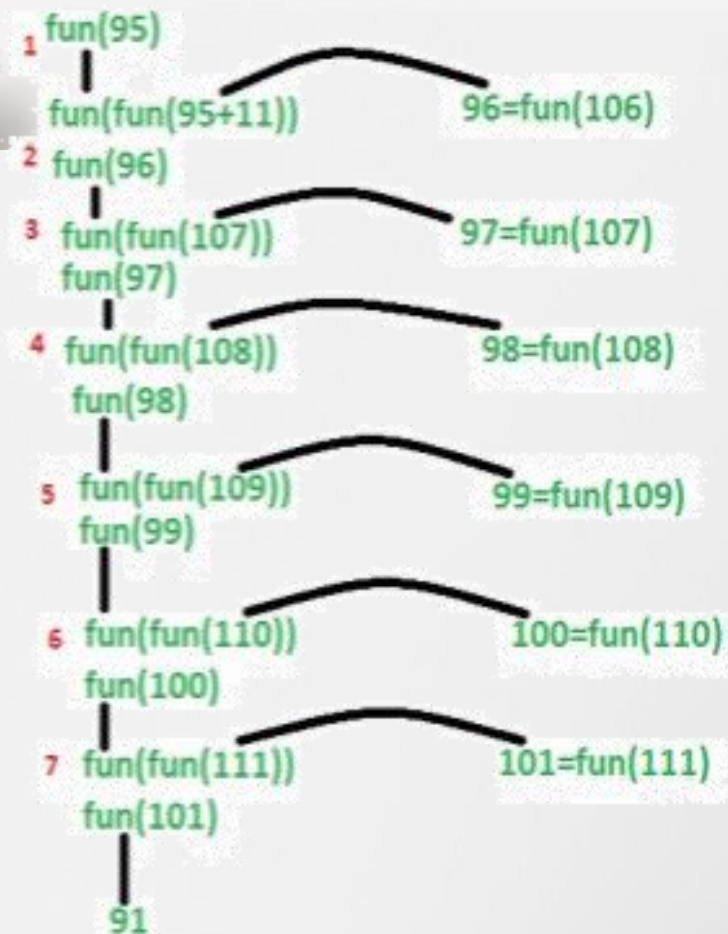 1 fun(95)
fun(fun(95+11)) 96=fun(106)
2 fun(96)
3 fun(fun(107)) 97=fun(107)
fun(97)
4 fun(fun(108)) 98=fun(108)
fun(98)
5 fun(fun(109)) 99=fun(109)
fun(99)
6 fun(fun(110)) 100=fun(110)
fun(100)
7 fun(fun(111)) 101=fun(111)
fun(101)
91